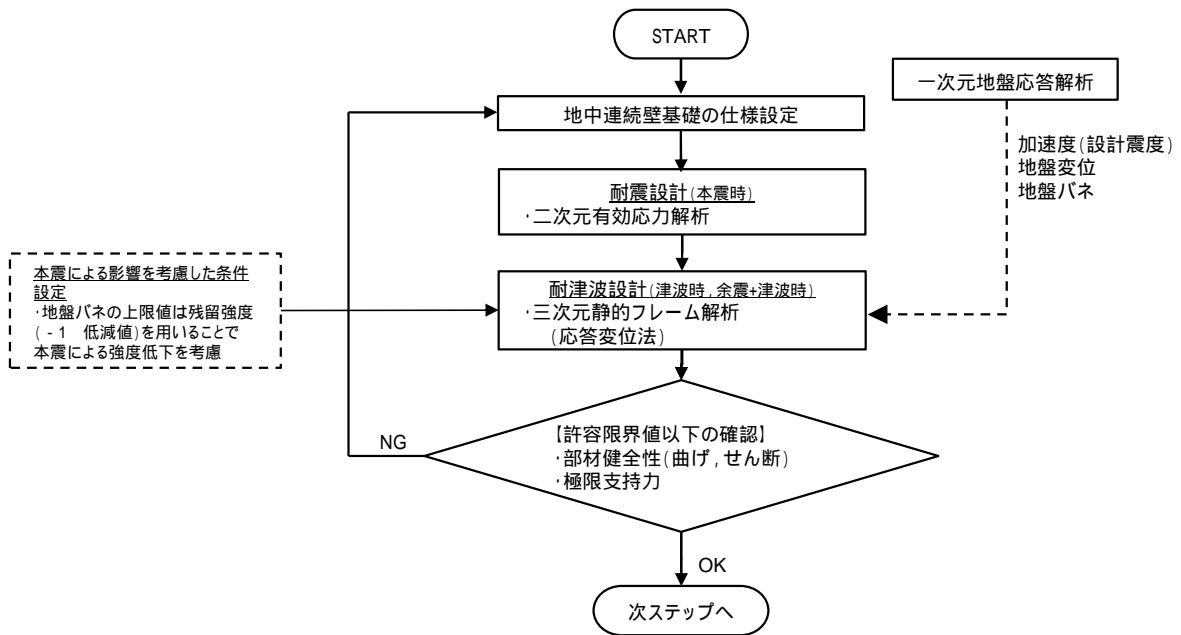 START
一次元地盤応答解析
地中連続壁基礎の仕様設定
加速度(設計震度)
地盤変位
地盤バネ
耐震設計(本震時)
・二次元有効応力解析
本震による影響を考慮した条件
設定
・地盤バネの上限値は残留強度
(-1 低減値)を用いることで
本震による強度低下を考慮
耐津波設計(津波時,余震+津波時)
・三次元静的フレーム解析
(応答変位法)
【許容限界値以下の確認】
・部材健全性(曲げ,せん断)
・極限支持力
NG
OK
次ステップへ